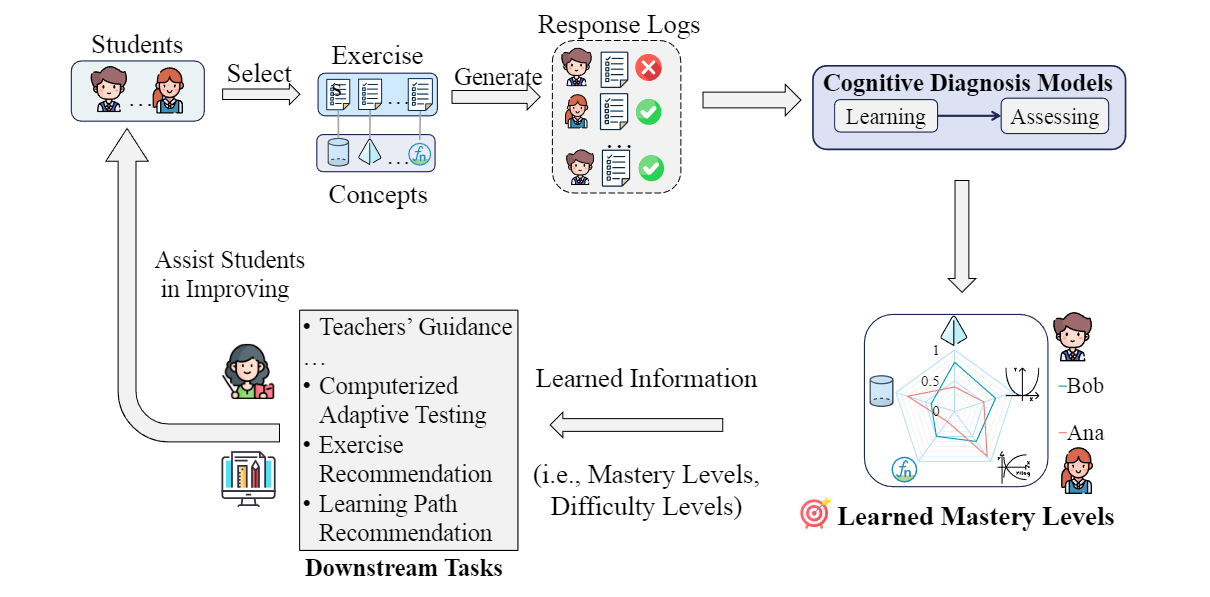 Students
Select
Exercise
Generate
Response Logs
Concepts
Cognitive Diagnosis Models
Learning
Assessing
Assist Students
in Improving
• Teachers’ Guidance
…
• Computerized
Adaptive Testing
• Exercise
Recommendation
• Learning Path
Recommendation
Downstream Tasks
Learned Information
(i.e., Mastery Levels,
Difficulty Levels)
1
0.5
0
Bob
Ana
Learned Mastery Levels